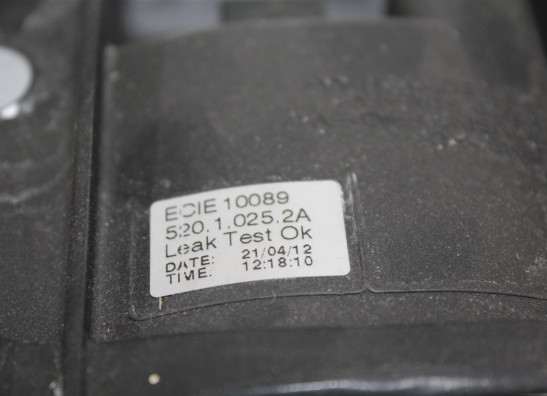 ECIE 10089
520.1.025.2A
Leak Test Ok
DATE: 21/04/12
TIME: 12:18:10